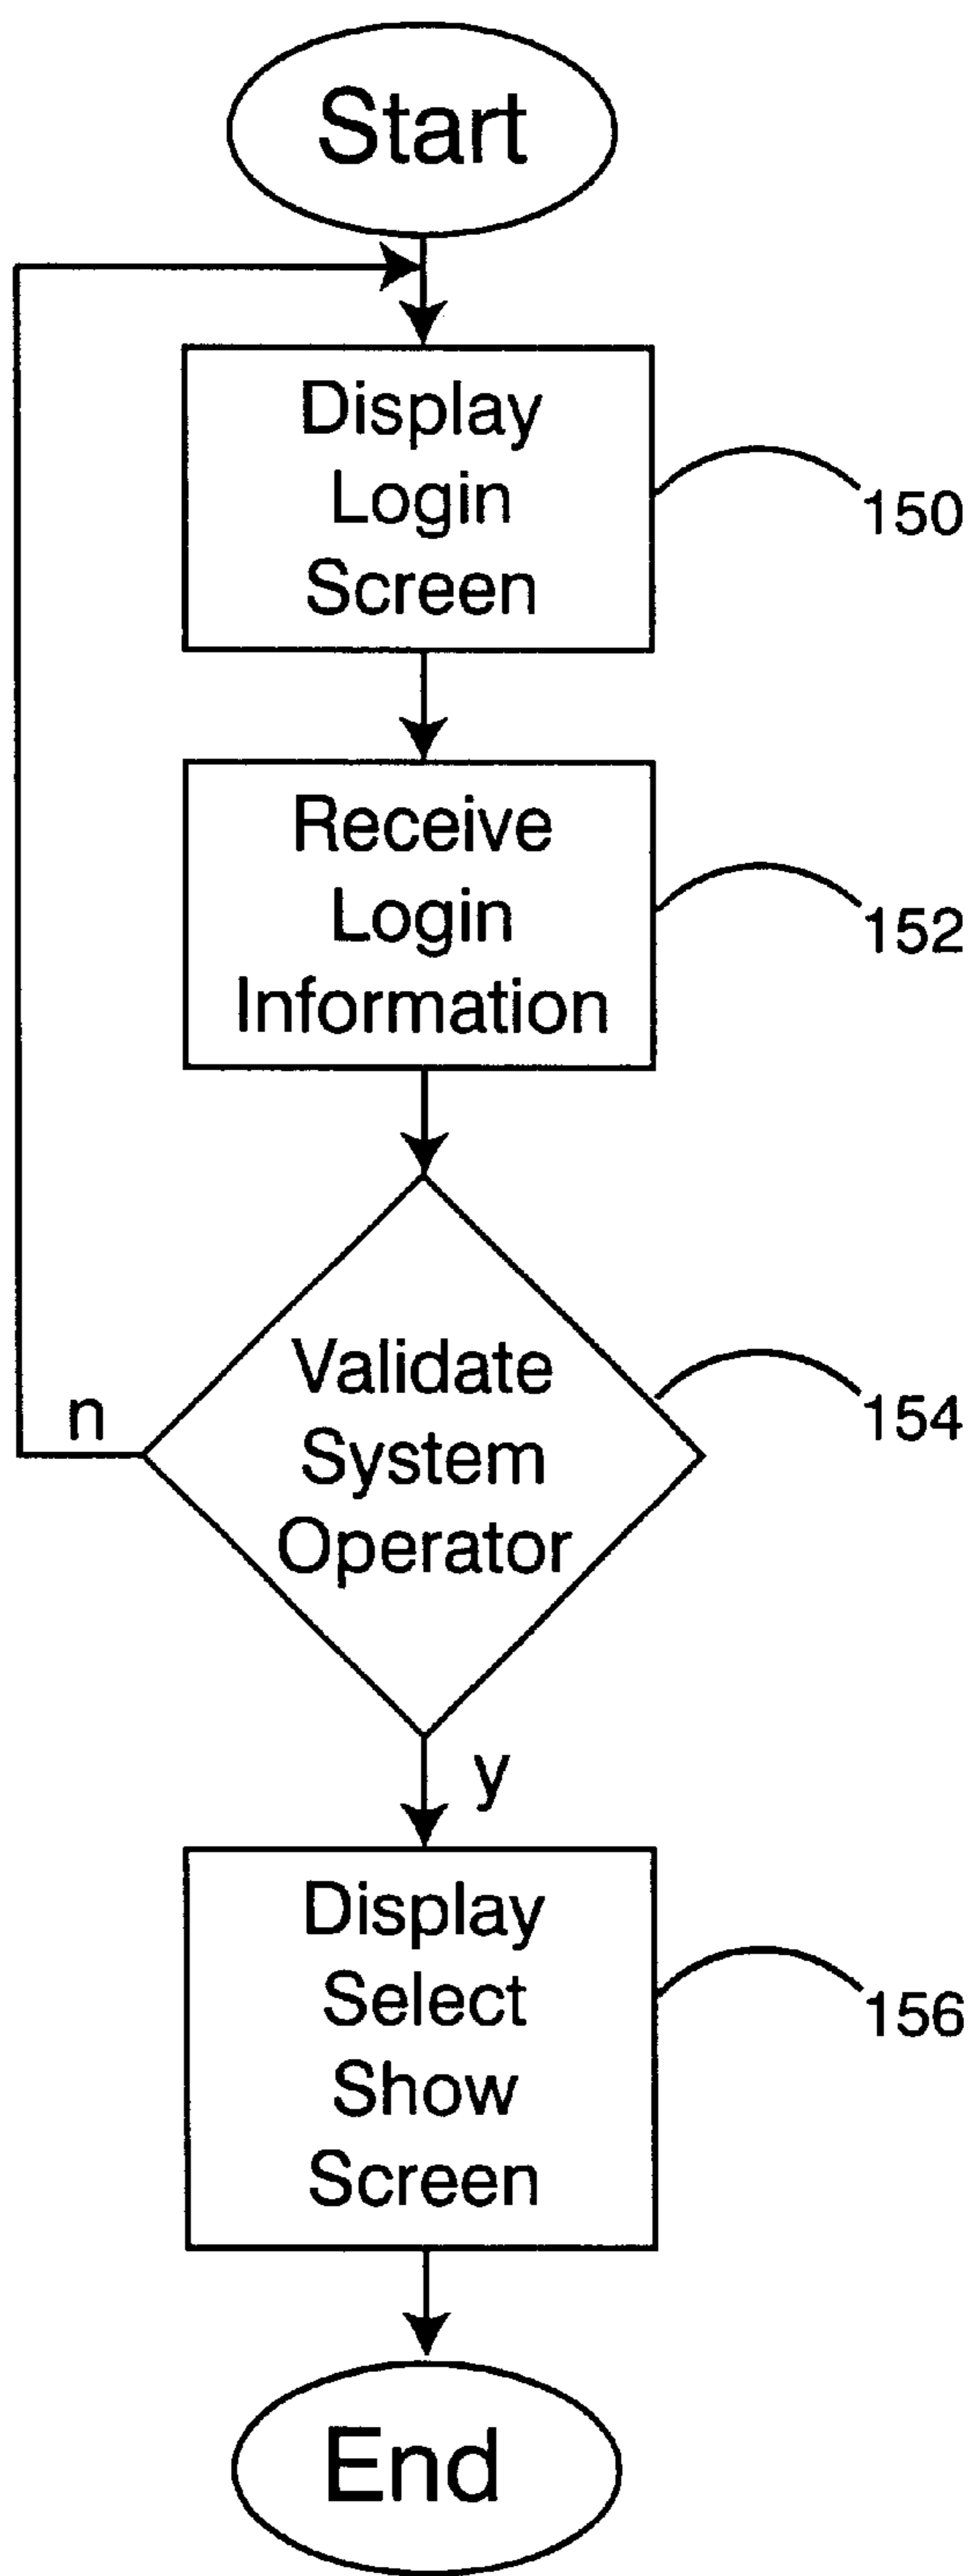 Start
Display
Login
Screen
150
Receive
Login
Information
152
Validate
System
Operator
154
n
y
Display
Select
Show
Screen
156
End